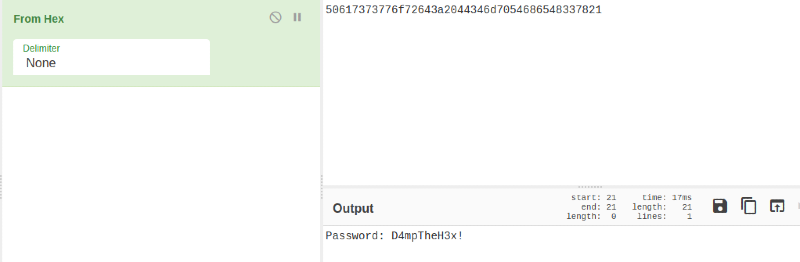 From Hex
Delimiter
None
50617373776f72643a2044346d7054686548337821
Output
start: 21
end: 21
length: 0
time: 17ms
length: 21
lines: 1
Password: D4mpTheH3x!